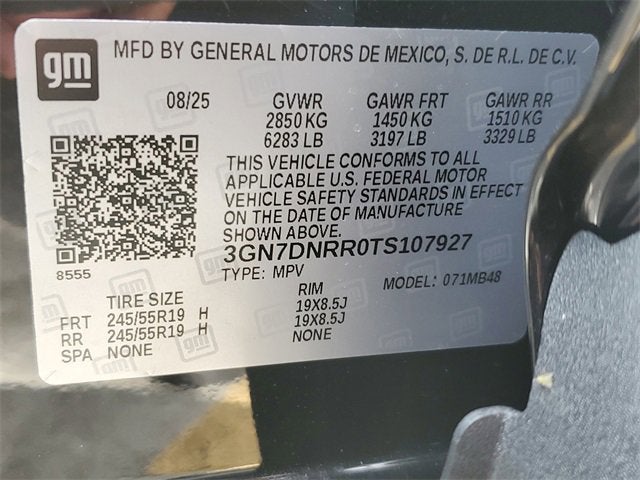 gm MFD BY GENERAL MOTORS DE MEXICO, S. DE R.L. DE C.V.
08/25 GVWR GAWR FRT GAWR RR
2850 KG 1450 KG 1510 KG
6283 LB 3197 LB 3329 LB
THIS VEHICLE CONFORMS TO ALL
APPLICABLE U.S. FEDERAL MOTOR
VEHICLE SAFETY STANDARDS IN EFFECT
ON THE DATE OF MANUFACTURE
SHOWN ABOVE.
3GN7DNRR0TS107927
8555 TYPE: MPV MODEL: 071MB48
TIRE SIZE RIM
FRT 245/55R19 H 19X8.5J
RR 245/55R19 H 19X8.5J
SPA NONE NONE